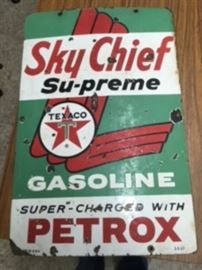 Sky Chief
Su-preme
TEXACO
T
GASOLINE
SUPER-CHARGED WITH
PETROX